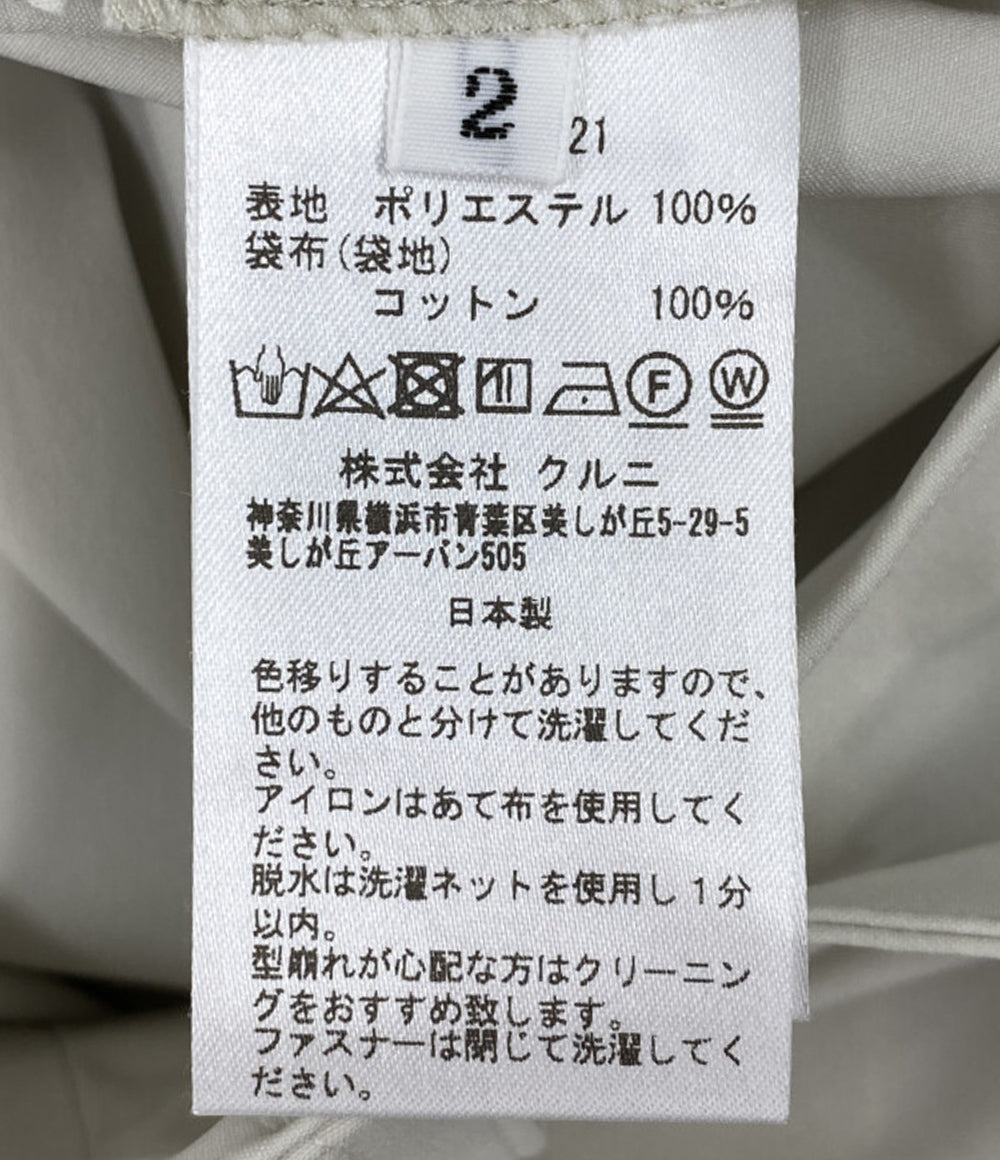 2
21
表地 ポリエステル 100%
袋布(袋地)
コットン 100%
F W
株式会社 クルニ
神奈川県横浜市青葉区美しが丘5-29-5
美しが丘アーバン505
日本製
色移りすることがありますので、
他のものと分けて洗濯してくだ
さい。
アイロンはあて布を使用してく
ださい。
脱水は洗濯ネットを使用し1分
以内。
型崩れが心配な方はクリーニン
グをおすすめ致します。
ファスナーは閉じて洗濯してく
ださい。